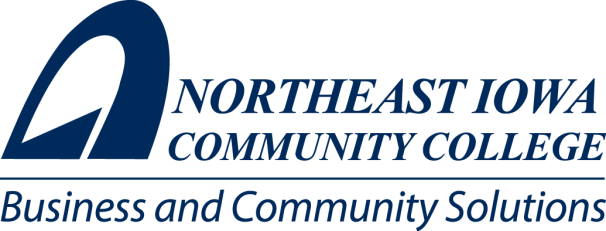 NORTHEAST IOWA
COMMUNITY COLLEGE
Business and Community Solutions